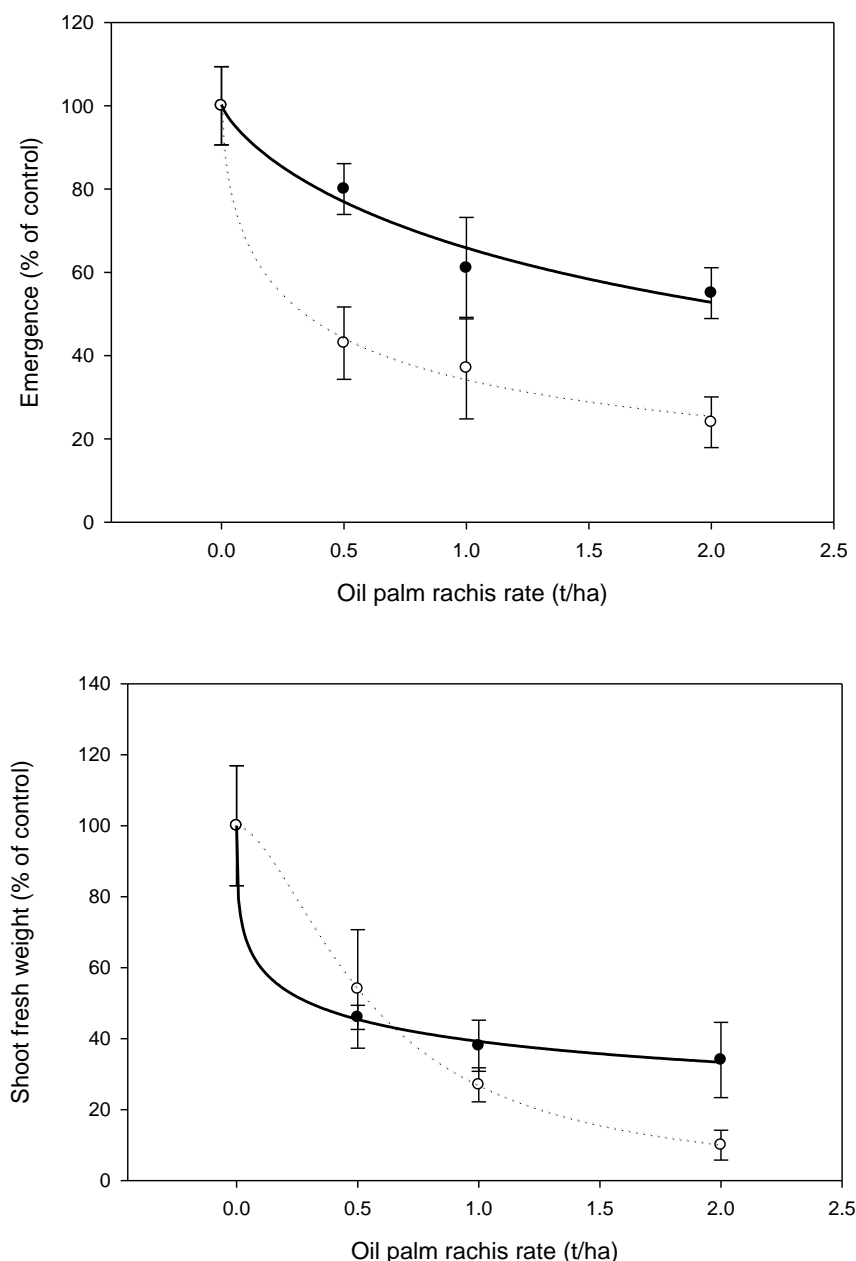 120
100
80
60
40
20
0
Emergence (% of control)
0.0 0.5 1.0 1.5 2.0 2.5
Oil palm rachis rate (t/ha)
140
120
100
80
60
40
20
0
Shoot fresh weight (% of control)
0.0 0.5 1.0 1.5 2.0 2.5
Oil palm rachis rate (t/ha)